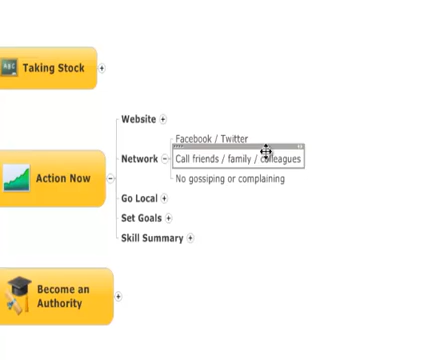 Taking Stock
Website
Facebook / Twitter
Network
Call friends / family / colleagues
No gossiping or complaining
Action Now
Go Local
Set Goals
Skill Summary
Become an
Authority